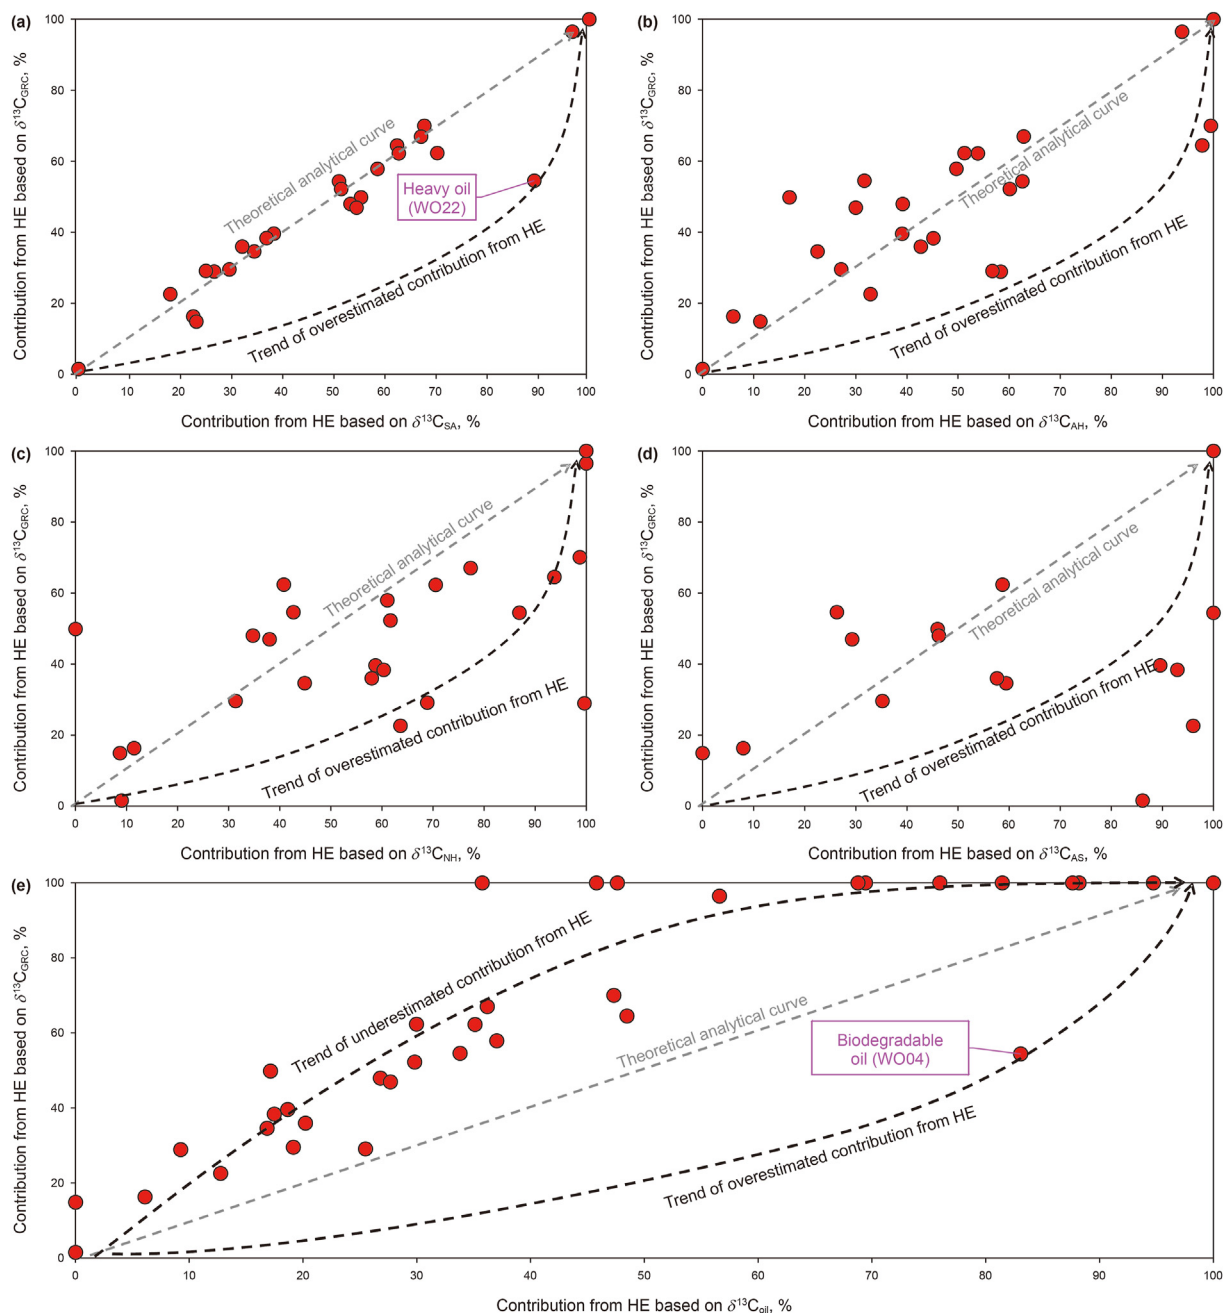 (a)
Contribution from HE based on δ¹³C_GRC, %
100
80
60
40
20
0
Theoretical analytical curve
Heavy oil
(WO22)
Trend of overestimated contribution from HE
0 10 20 30 40 50 60 70 80 90 100
Contribution from HE based on δ¹³C_SA, %
(b)
Contribution from HE based on δ¹³C_GRC, %
100
80
60
40
20
0
Theoretical analytical curve
Trend of overestimated contribution from HE
0 10 20 30 40 50 60 70 80 90 100
Contribution from HE based on δ¹³C_AH, %
(c)
Contribution from HE based on δ¹³C_GRC, %
100
80
60
40
20
0
Theoretical analytical curve
Trend of overestimated contribution from HE
0 10 20 30 40 50 60 70 80 90 100
Contribution from HE based on δ¹³C_NH, %
(d)
Contribution from HE based on δ¹³C_GRC, %
100
80
60
40
20
0
Theoretical analytical curve
Trend of overestimated contribution from HE
0 10 20 30 40 50 60 70 80 90 100
Contribution from HE based on δ¹³C_AS, %
(e)
Contribution from HE based on δ¹³C_GRC, %
100
80
60
40
20
0
Trend of underestimated contribution from HE
Theoretical analytical curve
Biodegradable
oil (WO04)
Trend of overestimated contribution from HE
0 10 20 30 40 50 60 70 80 90 100
Contribution from HE based on δ¹³C_oil, %